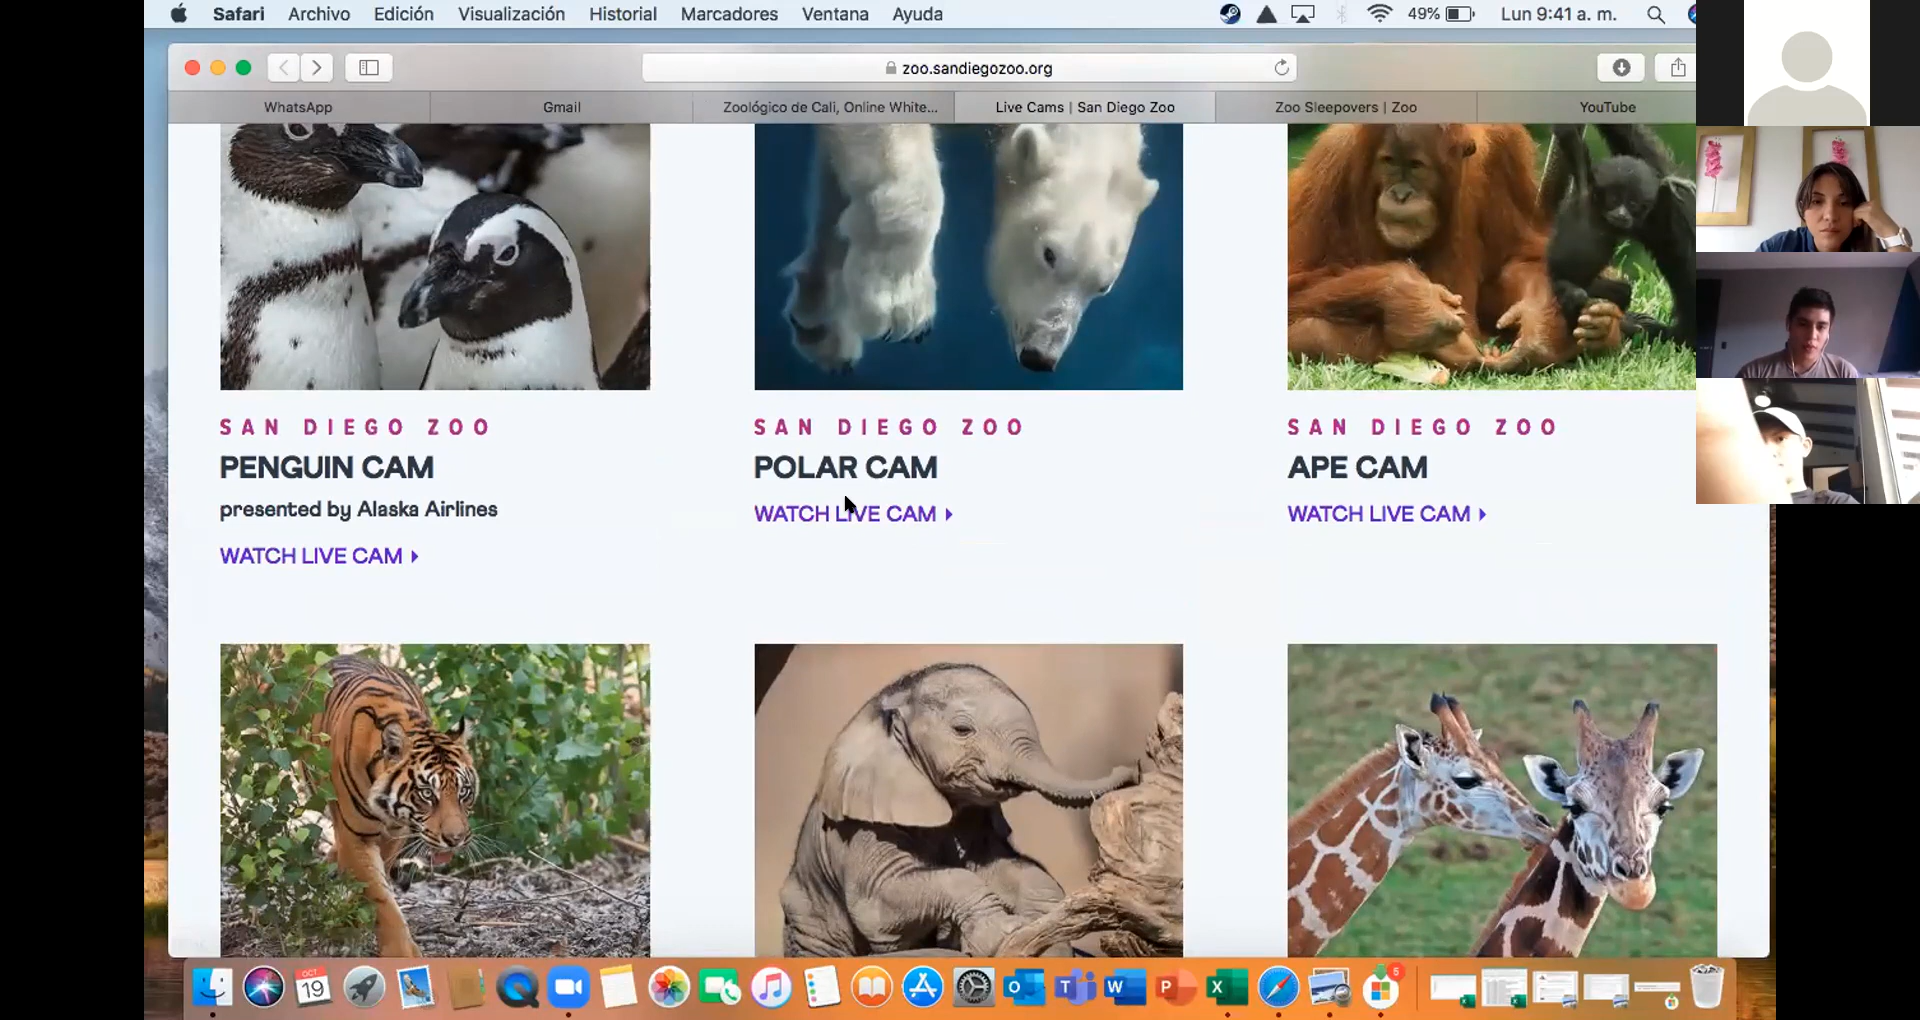 Safari Archivo Edición Visualización Historial Marcadores Ventana Ayuda 49% Lun 9:41 a. m.
zoo.sandiegozoo.org
WhatsApp Gmail Zoológico de Cali, Online White... Live Cams | San Diego Zoo Zoo Sleepovers | Zoo YouTube
SAN DIEGO ZOO
PENGUIN CAM
presented by Alaska Airlines
WATCH LIVE CAM
SAN DIEGO ZOO
POLAR CAM
WATCH LIVE CAM
SAN DIEGO ZOO
APE CAM
WATCH LIVE CAM
OCT
19
O
T
W
P
X
5